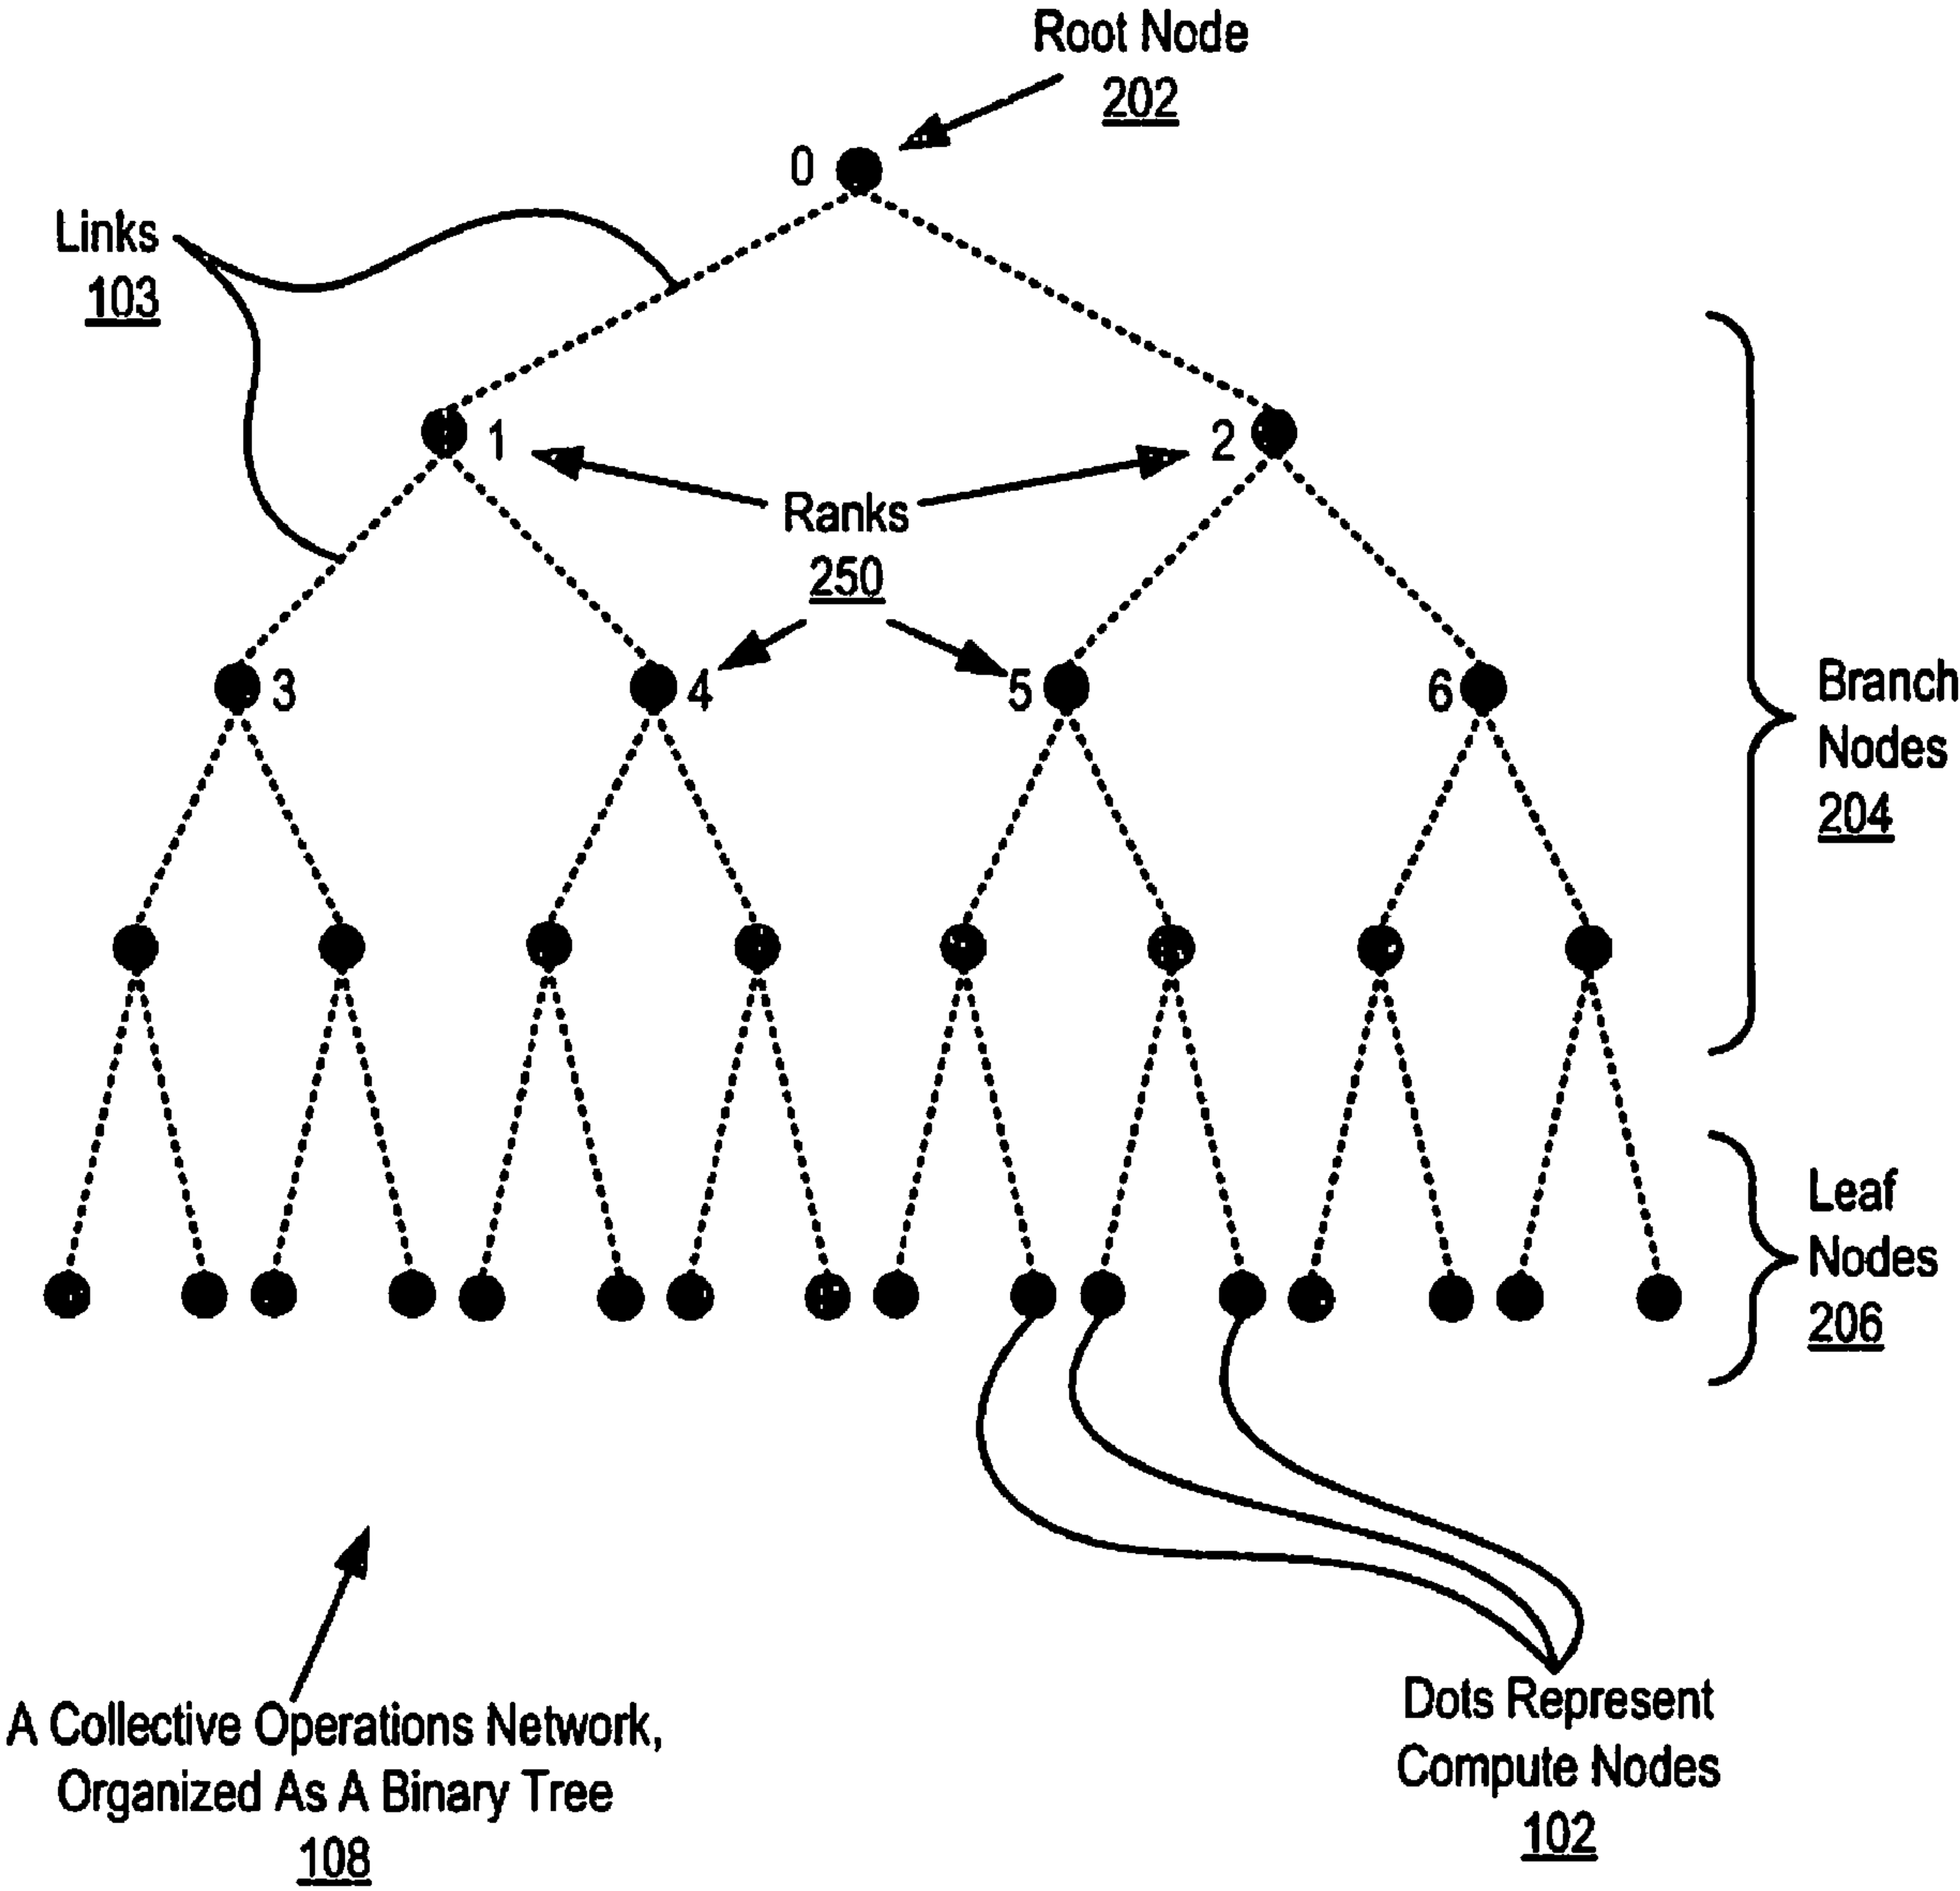 Root Node
202
0
Links
103
1
2
Ranks
250
3
4
5
6
Branch
Nodes
204
Leaf
Nodes
206
A Collective Operations Network,
Organized As A Binary Tree
108
Dots Represent
Compute Nodes
102